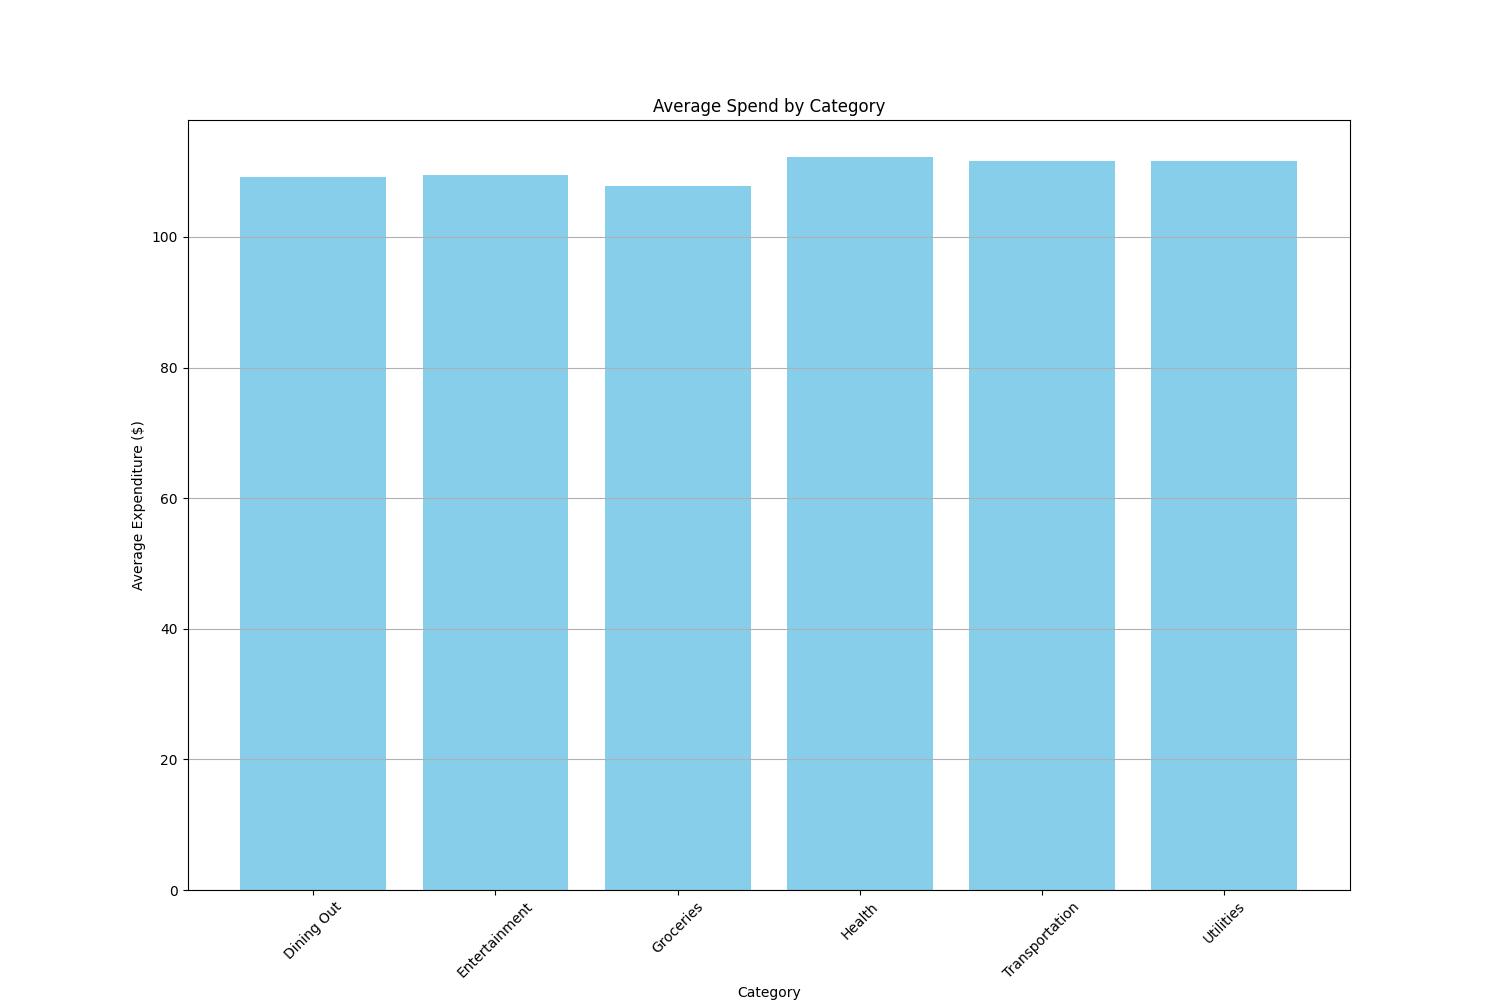 Average Spend by Category
Average Expenditure ($)
100
80
60
40
20
0
Dining Out
Entertainment
Groceries
Health
Transportation
Utilities
Category